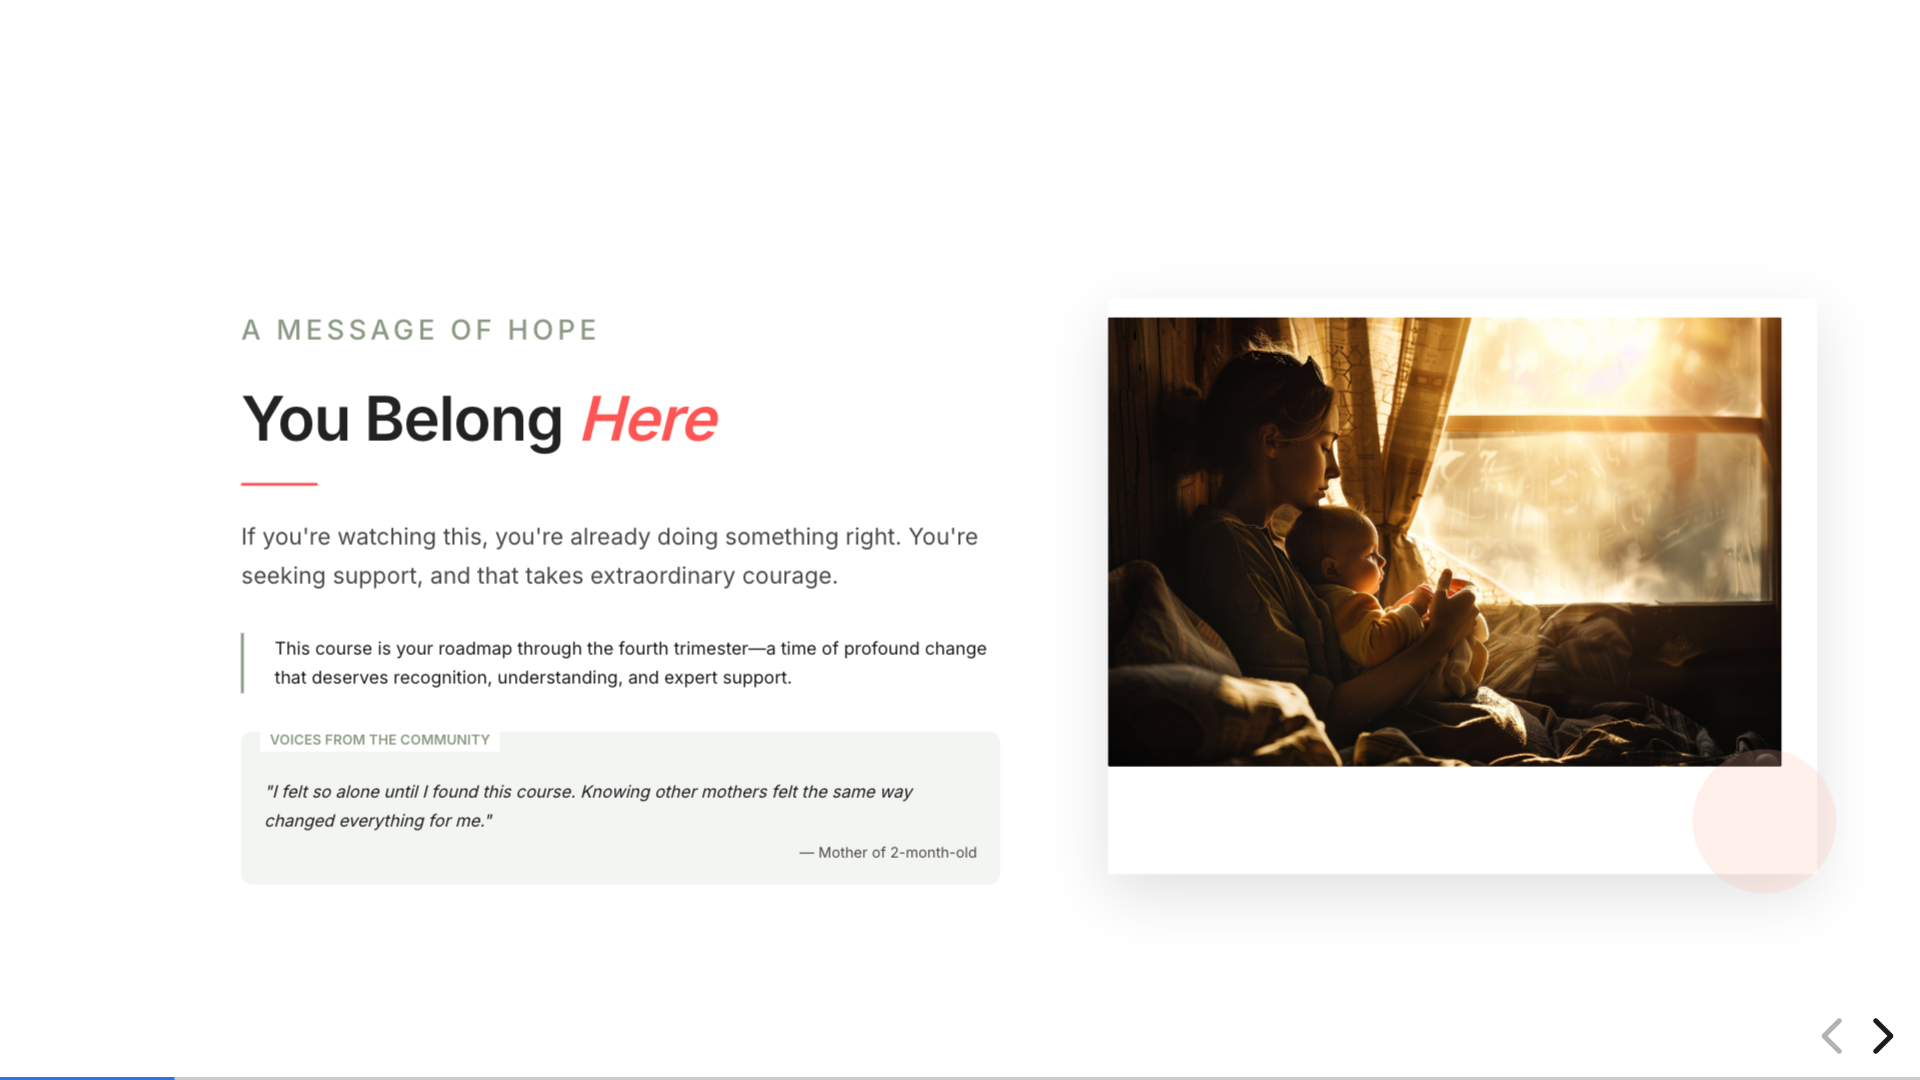 A MESSAGE OF HOPE
You Belong Here
If you're watching this, you're already doing something right. You're
seeking support, and that takes extraordinary courage.
This course is your roadmap through the fourth trimester—a time of profound change
that deserves recognition, understanding, and expert support.
VOICES FROM THE COMMUNITY
"I felt so alone until I found this course. Knowing other mothers felt the same way
changed everything for me."
— Mother of 2-month-old